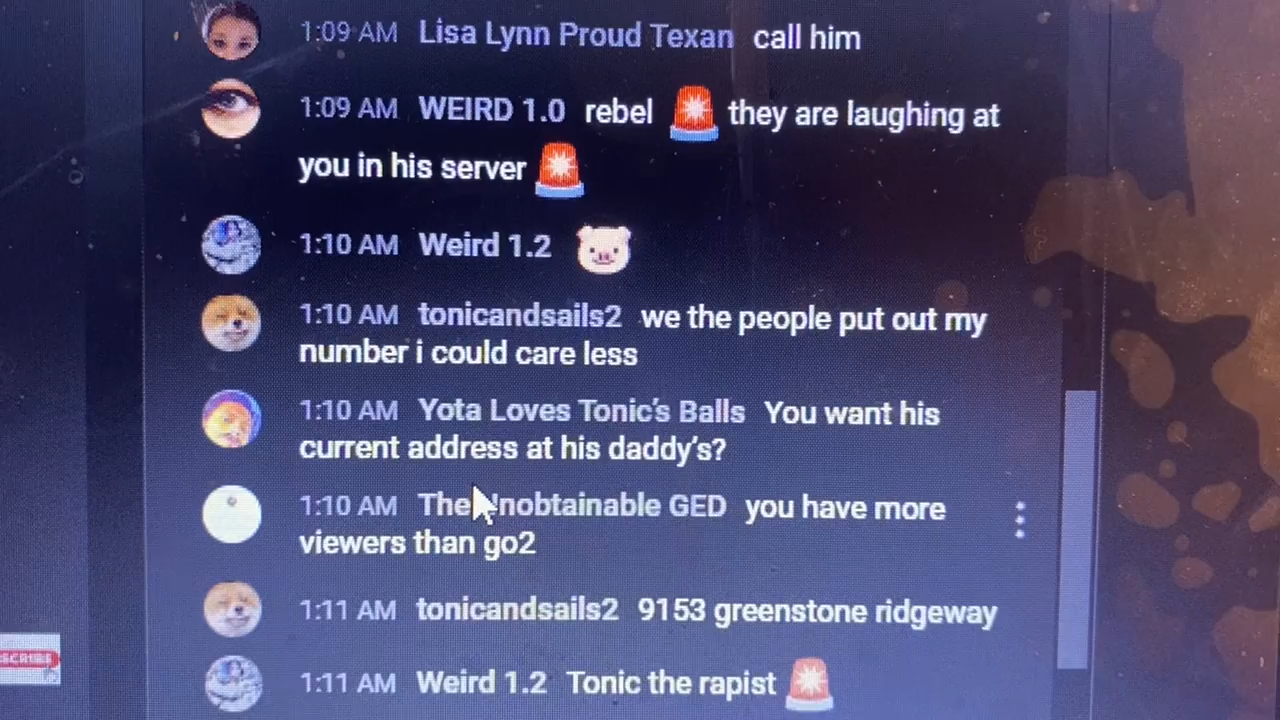 1:09 AM Lisa Lynn Proud Texan call him
1:09 AM WEIRD 1.0 rebel 🚨 they are laughing at
you in his server 🚨
1:10 AM Weird 1.2 🐷
1:10 AM tonicandsails2 we the people put out my
number i could care less
1:10 AM Yota Loves Tonic's Balls You want his
current address at his daddy's?
1:10 AM The Unobtainable GED you have more
viewers than go2
1:11 AM tonicandsails2 9153 greenstone ridgeway
SCRIBE
1:11 AM Weird 1.2 Tonic the rapist 🚨